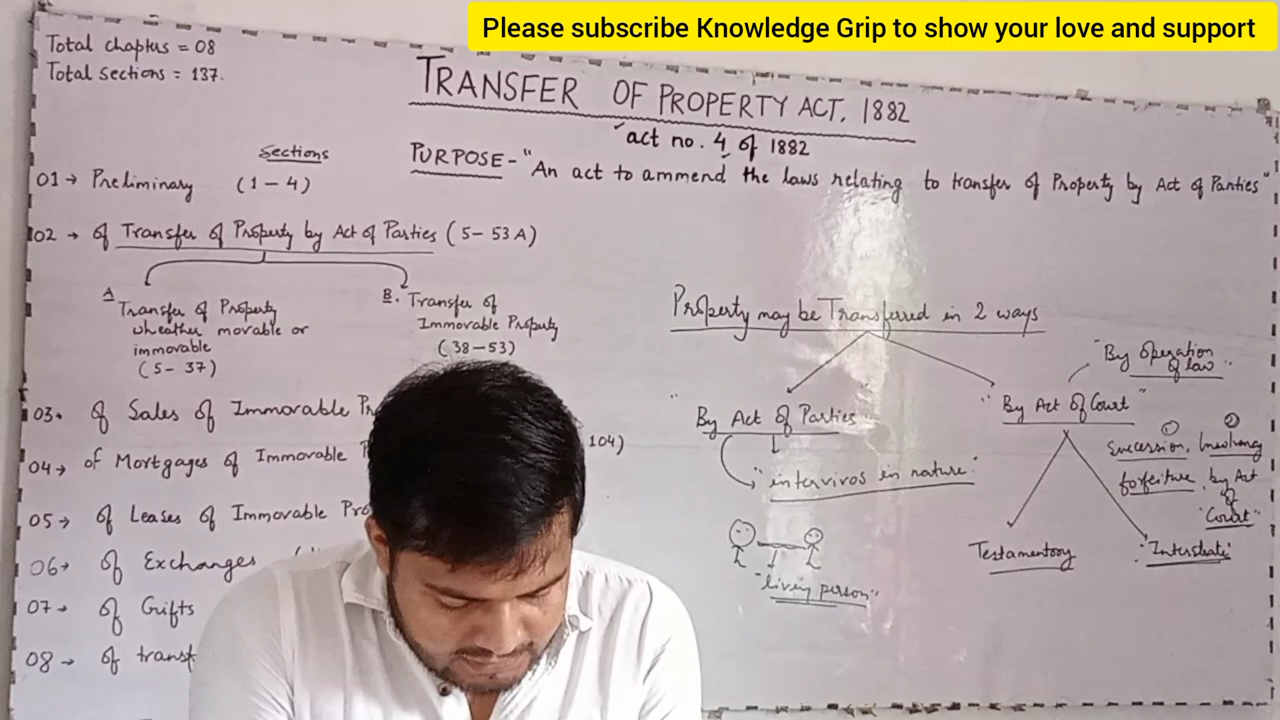 Please subscribe Knowledge Grip to show your love and support
Total chapters = 08
Total sections = 137.
TRANSFER OF PROPERTY ACT, 1882
act no. 4 of 1882
Sections
PURPOSE - "An act to ammend the laws relating to transfer of Property by Act of Parties"
01 → Preliminary (1 - 4)
02 → of Transfer of Property by Act of Parties (5 - 53 A)
A Transfer of Property
wheather movable or
immovable
(5 - 37)
B. Transfer of
Immovable Property
(38 - 53)
03. of Sales of Immovable
04 → of Mortgages of Immovable 104)
05 → of Leases of Immovable
06 → of Exchanges
07 → of Gifts
08 → of
Property may be Transferred in 2 ways
"By Act of Parties"
"intervivos in nature."
"living person"
"By operation
of law"
"By Act of Court"
① ②
Succession, Involving
forfeiture, by Act
of
"Court"
Testamentory
"Interstate"